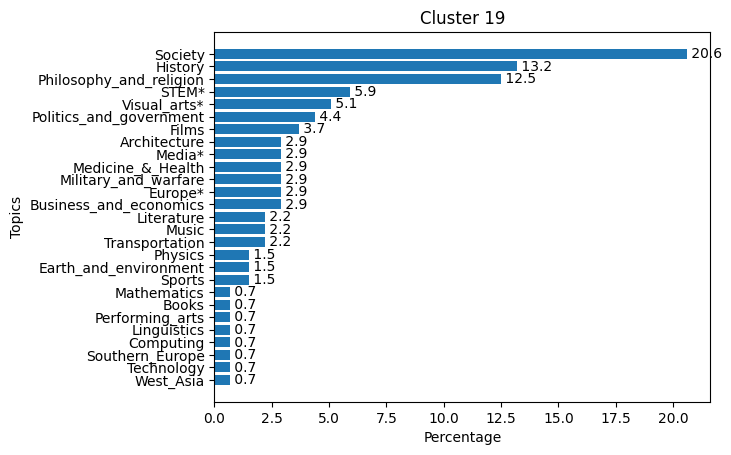 Cluster 19
Society 20.6
History 13.2
Philosophy_and_religion 12.5
STEM* 5.9
Visual_arts* 5.1
Politics_and_government 4.4
Films 3.7
Architecture 2.9
Media* 2.9
Medicine_&_Health 2.9
Military_and_warfare 2.9
Europe* 2.9
Business_and_economics 2.9
Literature 2.2
Music 2.2
Transportation 2.2
Physics 1.5
Earth_and_environment 1.5
Sports 1.5
Mathematics 0.7
Books 0.7
Performing_arts 0.7
Linguistics 0.7
Computing 0.7
Southern_Europe 0.7
Technology 0.7
West_Asia 0.7
Topics
0.0 2.5 5.0 7.5 10.0 12.5 15.0 17.5 20.0
Percentage